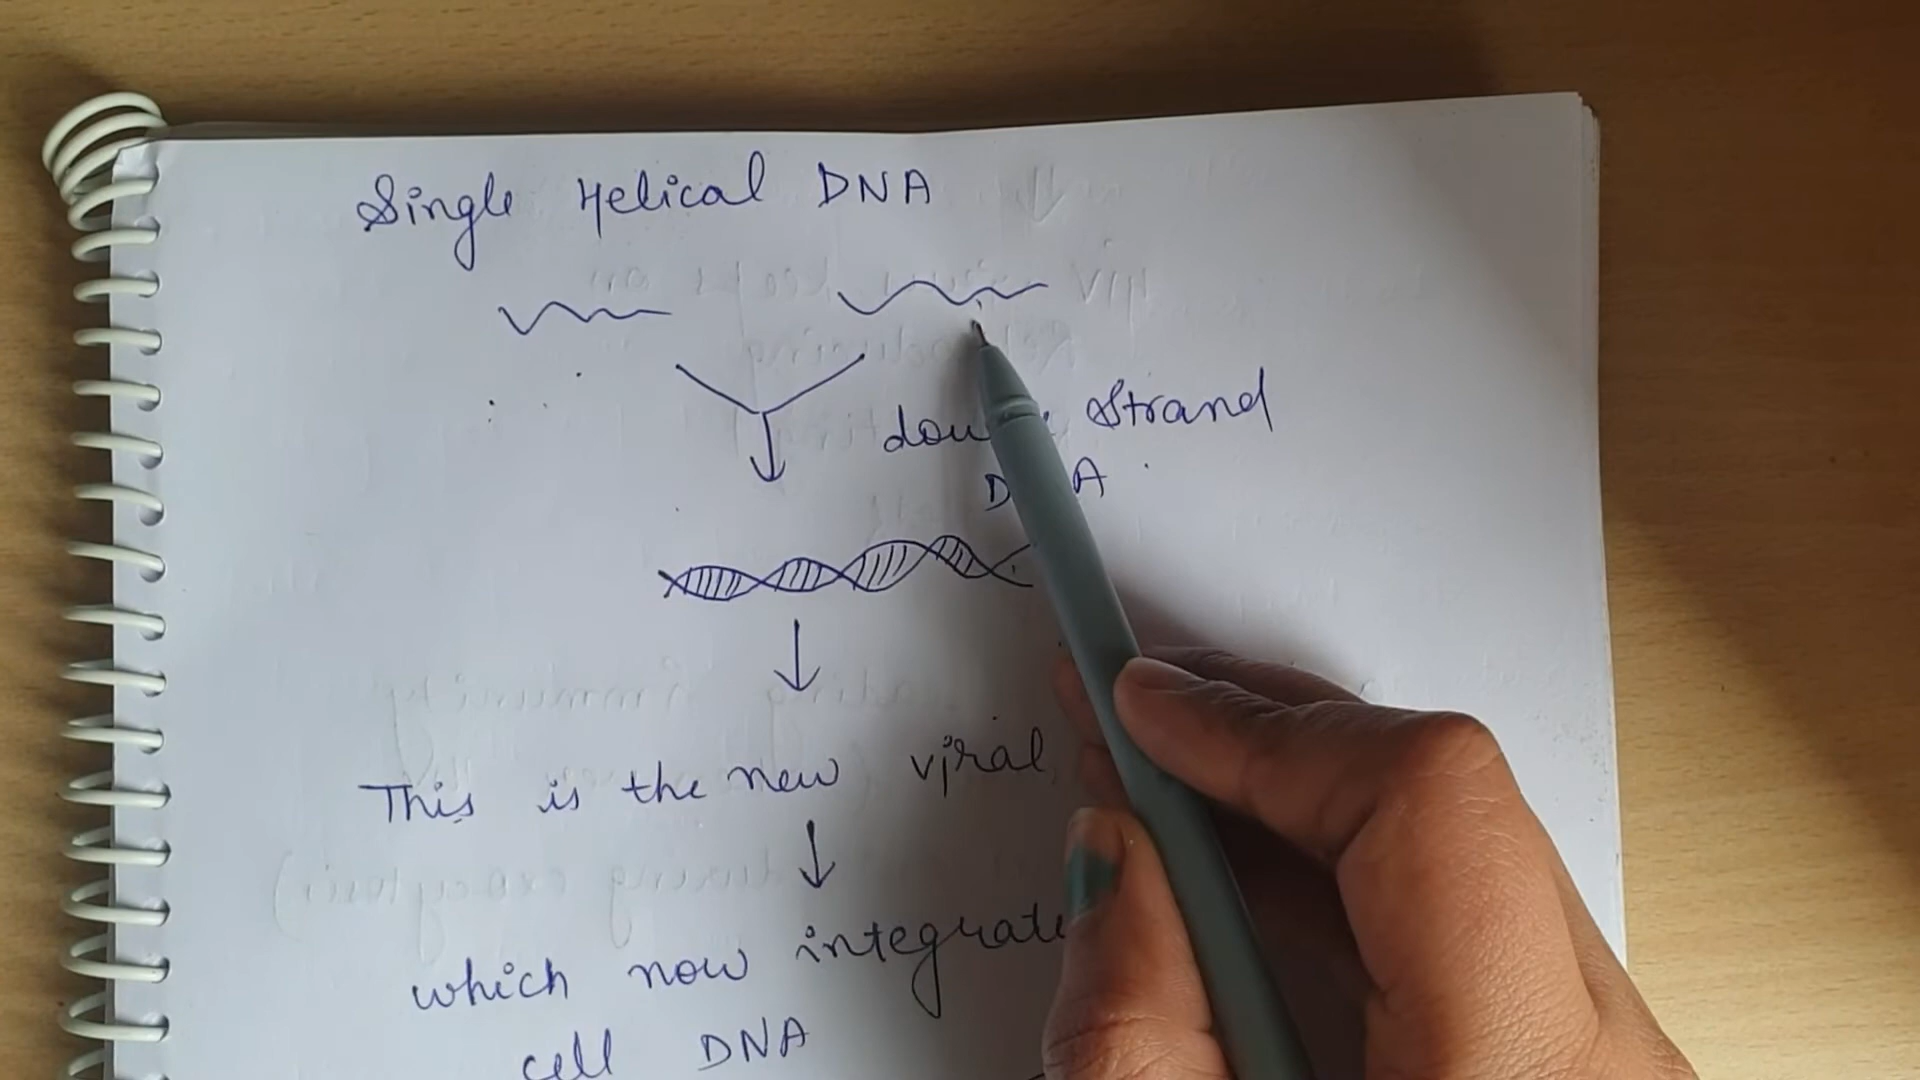 Single Helical DNA
Strand
This is the new viral
which now integrate
cell DNA